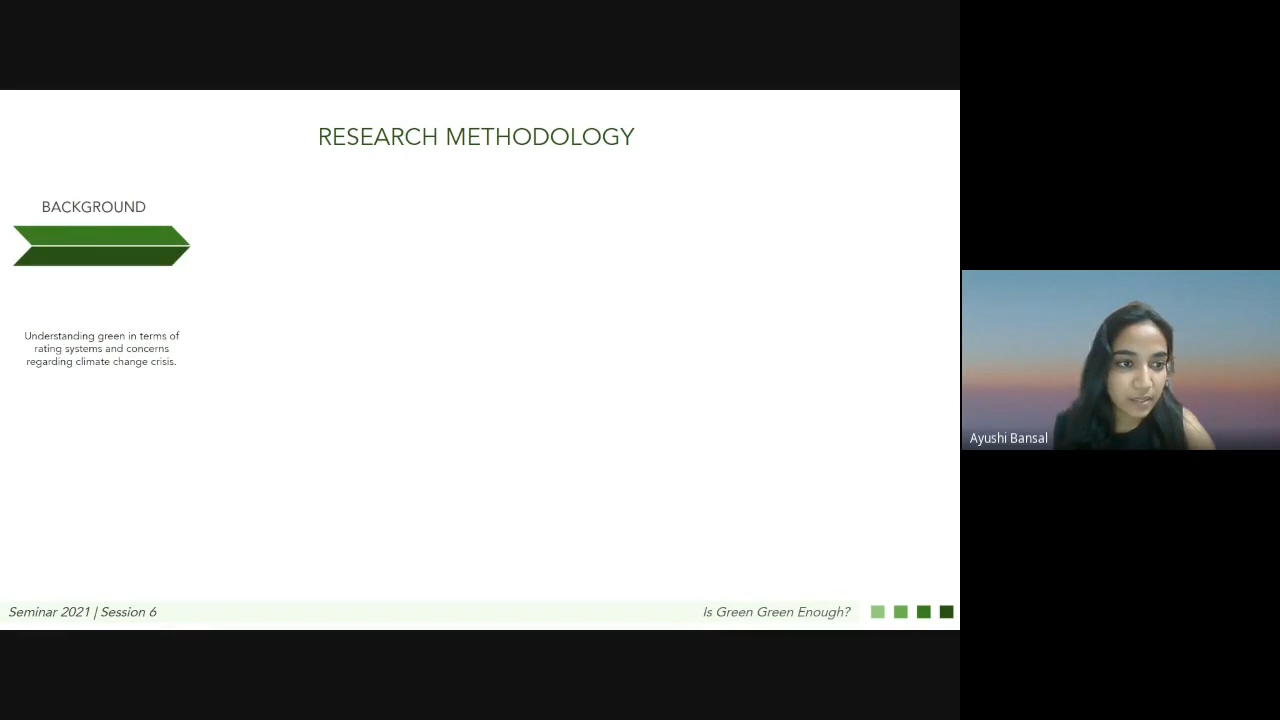 RESEARCH METHODOLOGY
BACKGROUND
Understanding green in terms of
rating systems and concerns
regarding climate change crisis.
Ayushi Bansal
Seminar 2021 | Session 6
Is Green Green Enough?